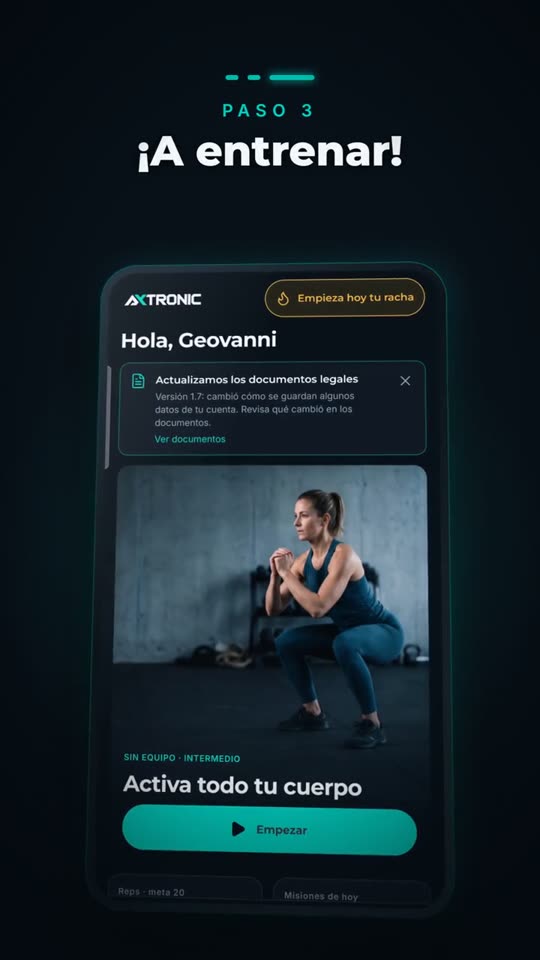 PASO 3
¡A entrenar!
AXTRONIC
Empieza hoy tu racha
Hola, Geovanni
Actualizamos los documentos legales
Versión 1.7: cambió cómo se guardan algunos
datos de tu cuenta. Revisa qué cambió en los
documentos.
Ver documentos
SIN EQUIPO · INTERMEDIO
Activa todo tu cuerpo
Empezar
Reps · meta 20
Misiones de hoy